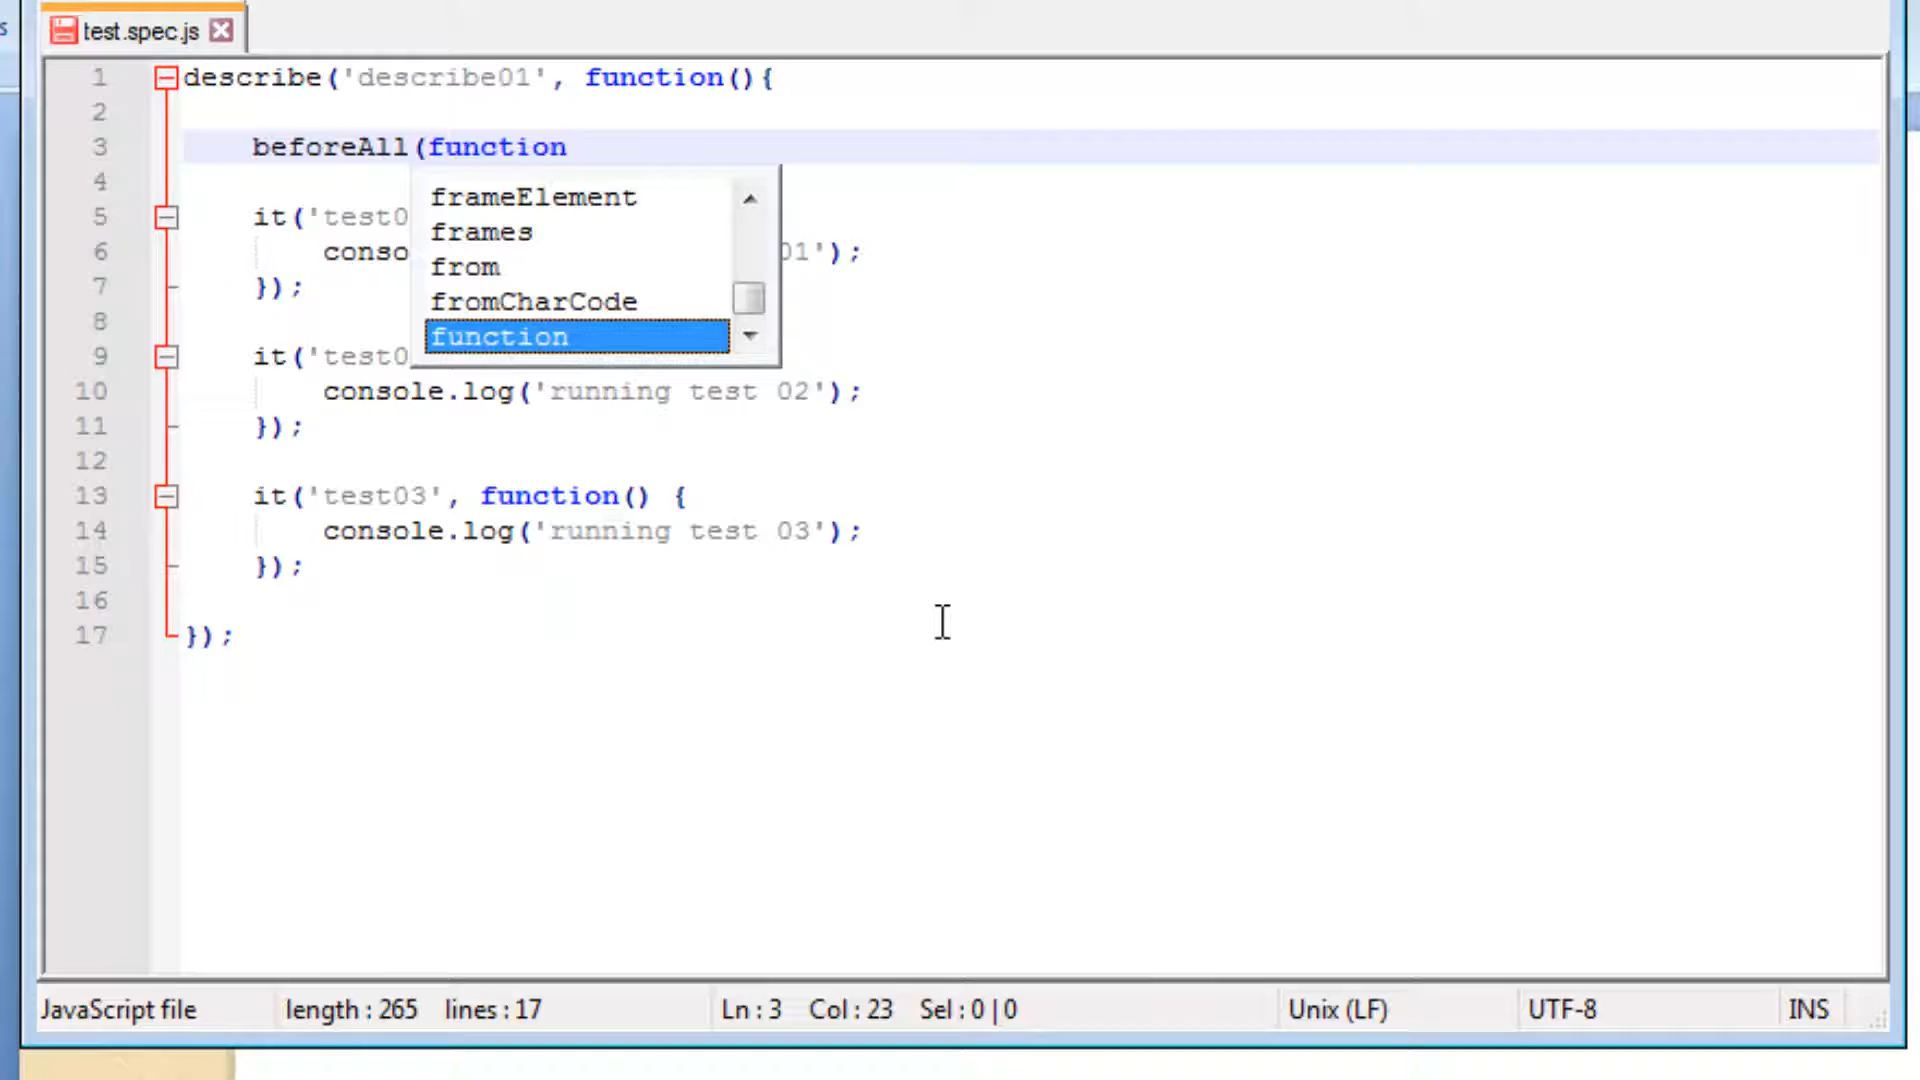 s
test.spec.js
1 describe('describe01', function(){
2
3 beforeAll(function
4
frameElement
5 it('test0
frames
6 conso 01');
from
7 });
fromCharCode
8
function
9 it('test0
10 console.log('running test 02');
11 });
12
13 it('test03', function() {
14 console.log('running test 03');
15 });
16
17 });
JavaScript file length : 265 lines : 17 Ln : 3 Col : 23 Sel : 0 | 0 Unix (LF) UTF-8 INS